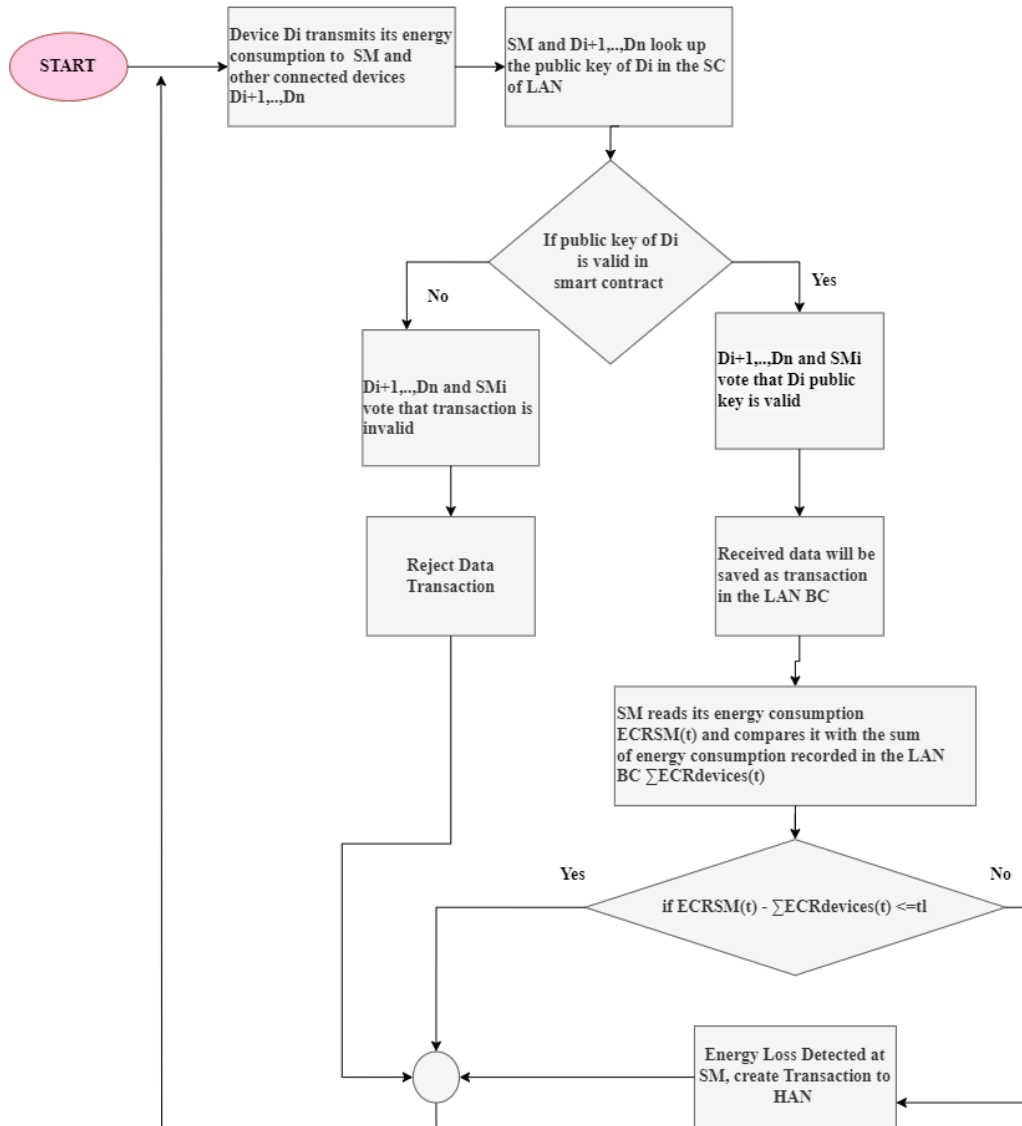 START
Device Di transmits its energy
consumption to SM and
other connected devices
Di+1,..,Dn
SM and Di+1,..,Dn look up
the public key of Di in the SC
of LAN
If public key of Di
is valid in
smart contract
No
Yes
Di+1,..,Dn and SMi
vote that transaction is
invalid
Di+1,..,Dn and SMi
vote that Di public
key is valid
Reject Data
Transaction
Received data will be
saved as transaction
in the LAN BC
SM reads its energy consumption
ECRSM(t) and compares it with the sum
of energy consumption recorded in the LAN
BC ∑ECRdevices(t)
Yes
No
if ECRSM(t) - ∑ECRdevices(t) <=tl
Energy Loss Detected at
SM, create Transaction to
HAN